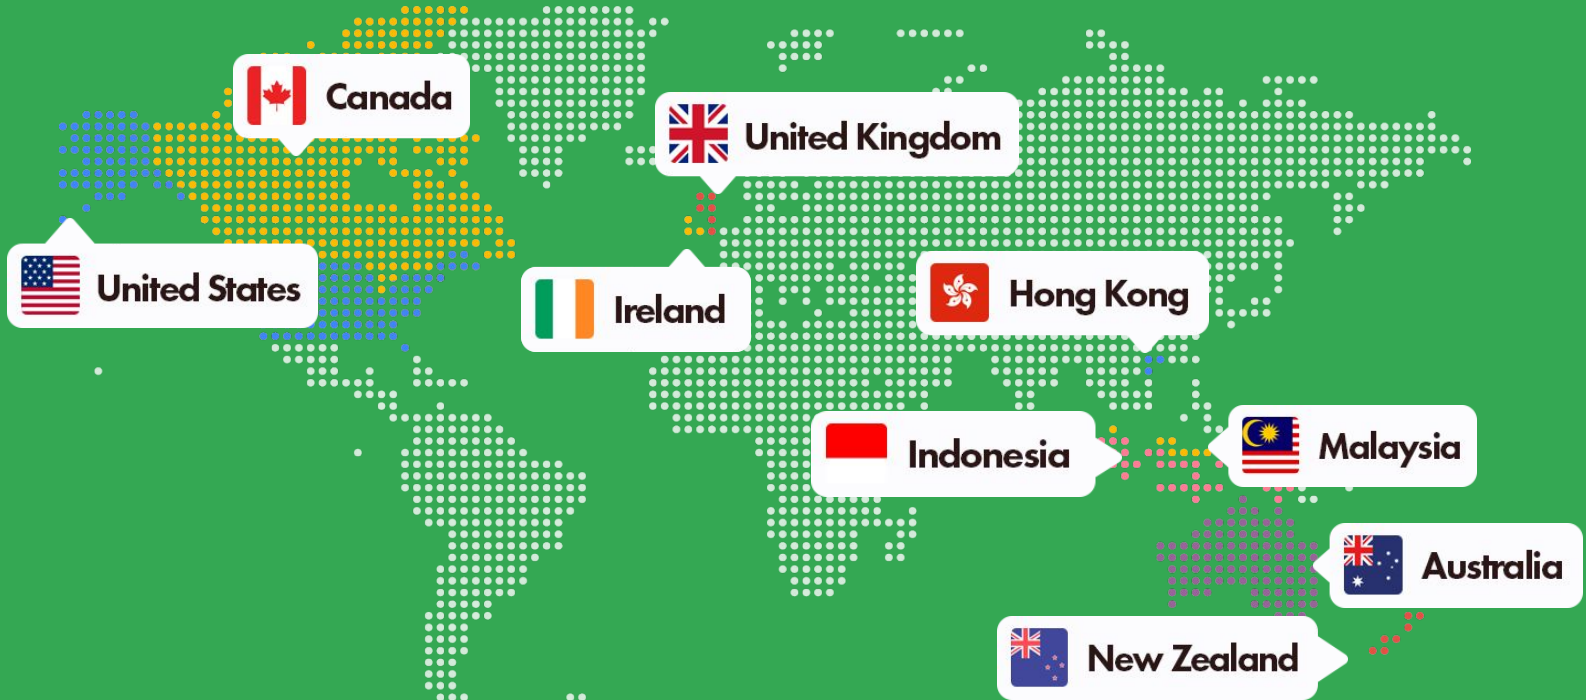 Canada
United Kingdom
United States
Ireland
Hong Kong
Indonesia
Malaysia
Australia
New Zealand